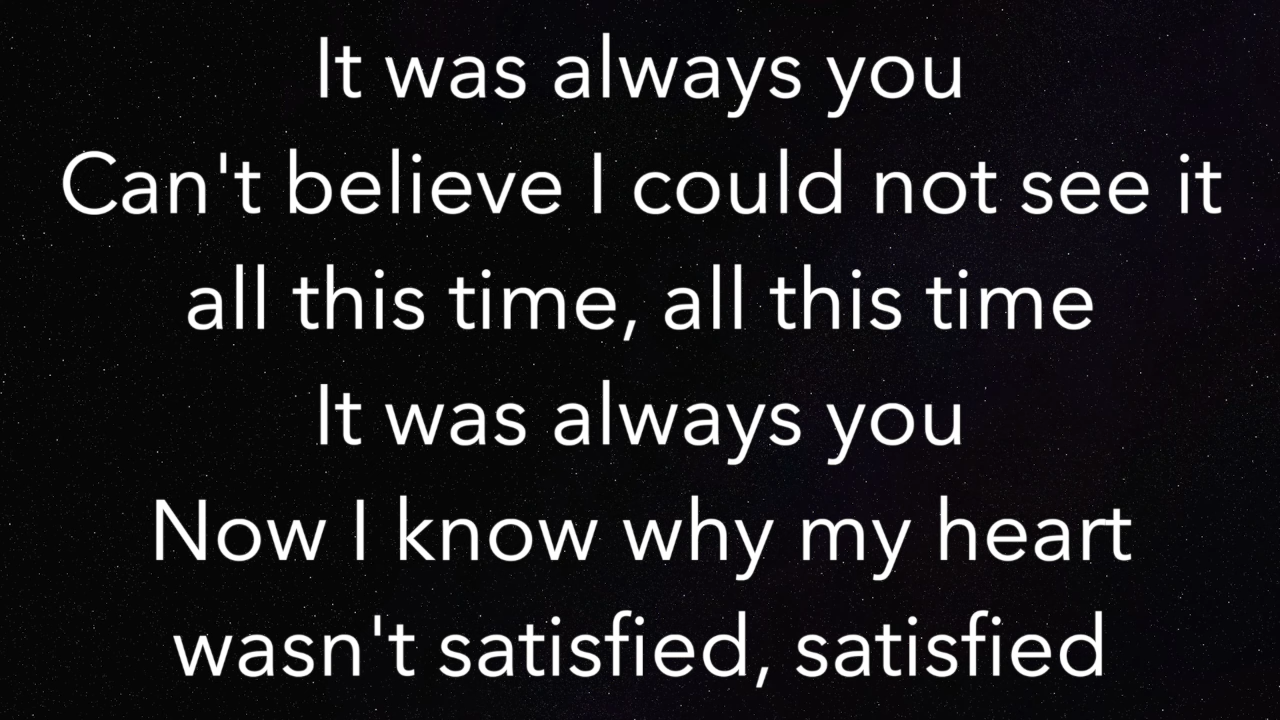 It was always you
Can't believe I could not see it
all this time, all this time
It was always you
Now I know why my heart
wasn't satisfied, satisfied